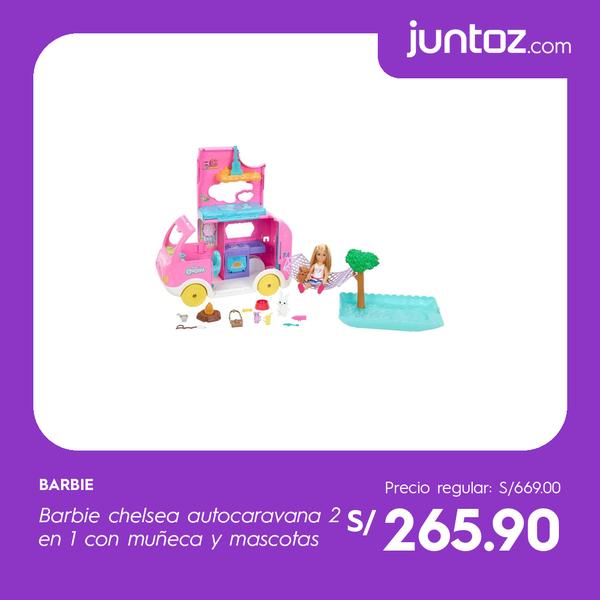 juntoz.com
BARBIE
Barbie chelsea autocaravana 2
en 1 con muñeca y mascotas
Precio regular: S/669.00
S/ 265.90